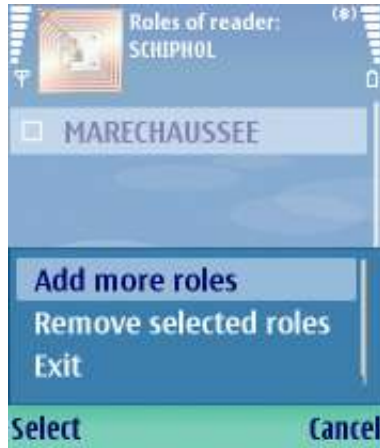 Roles of reader:
SCHIPHOL
MARECHAUSSEE
Add more roles
Remove selected roles
Exit
Select Cancel